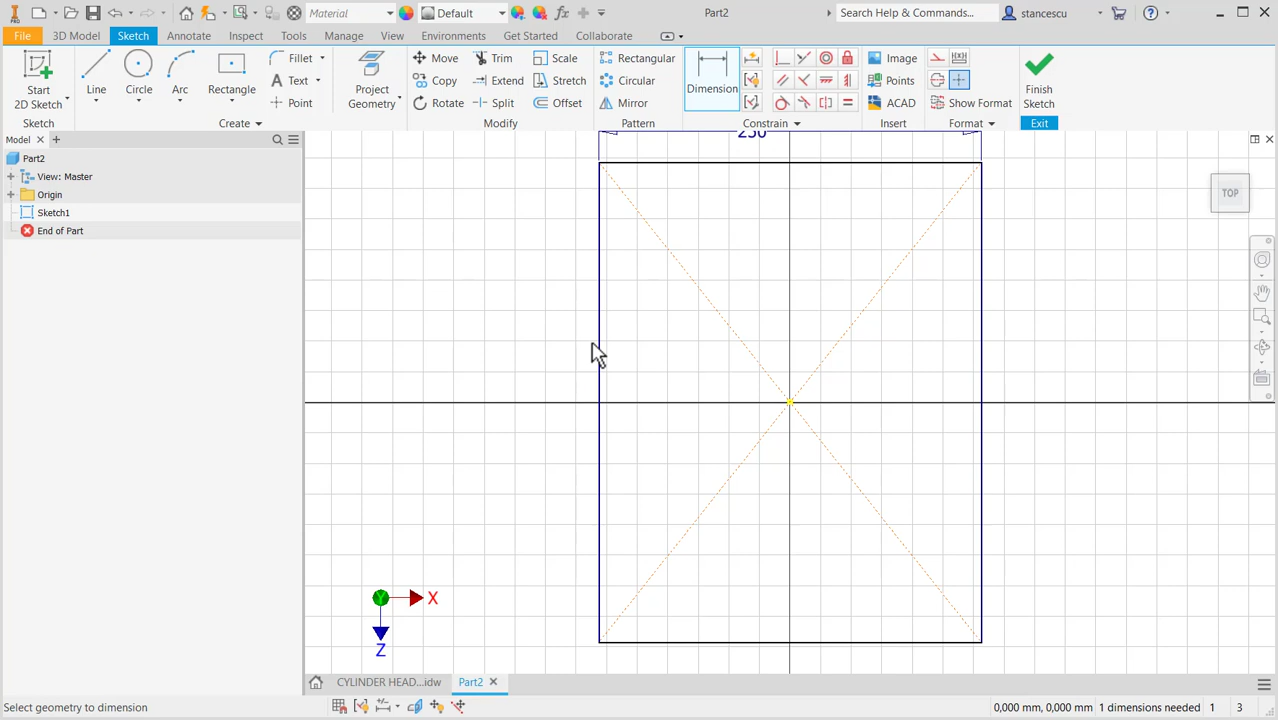 Material
Default
Part2
Search Help & Commands...
stancescu
File
3D Model
Sketch
Annotate
Inspect
Tools
Manage
View
Environments
Get Started
Collaborate
Start
2D Sketch
Line
Circle
Arc
Rectangle
Fillet
Text
Point
Project
Geometry
Move
Copy
Rotate
Trim
Extend
Split
Scale
Stretch
Offset
Rectangular
Circular
Mirror
Dimension
Image
Points
ACAD
Show Format
Finish
Sketch
Sketch
Create
Modify
Pattern
Constrain
Insert
Format
Exit
Model
Part2
View: Master
Origin
Sketch1
End of Part
250
TOP
X
Y
Z
CYLINDER HEAD...idw
Part2
Select geometry to dimension
0,000 mm, 0,000 mm
1 dimensions needed
1
3